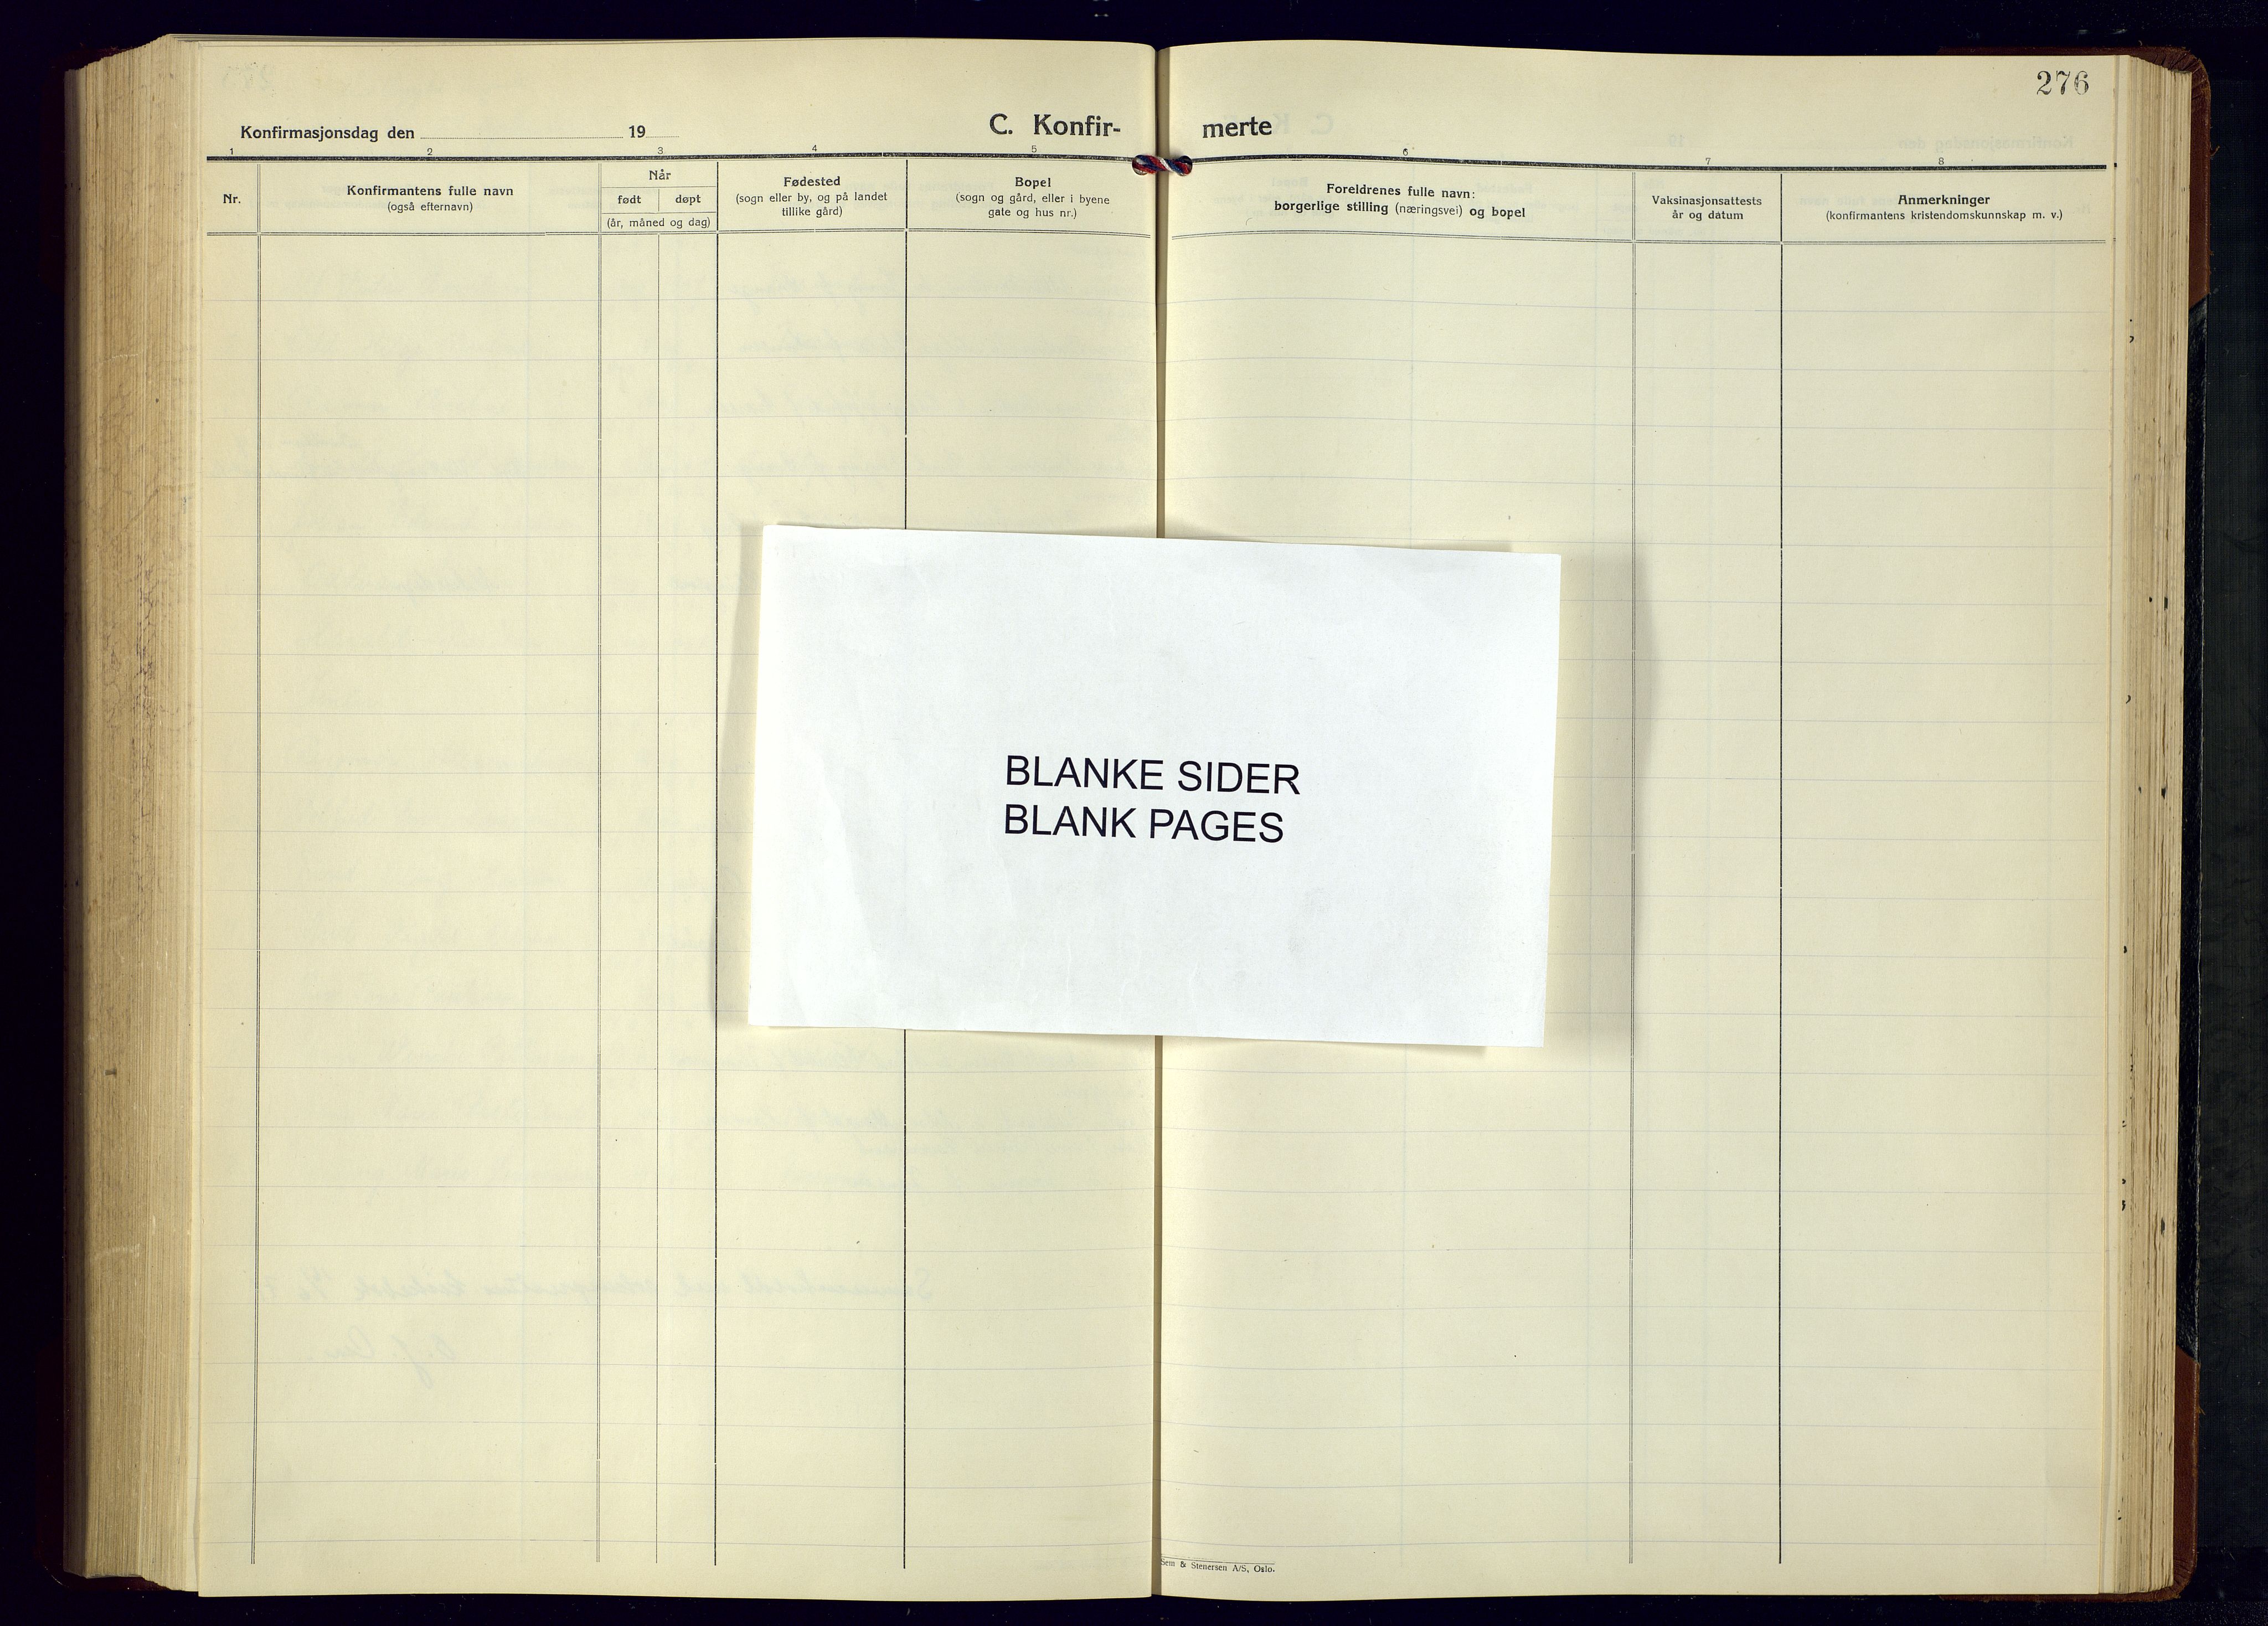 276
Konfirmasjonsdag den 19
C. Konfir- merte
1 2 3 4 5 6 7 8
Nr.
Konfirmantens fulle navn
(også efternavn)
Når
født døpt
(år, måned og dag)
Fødested
(sogn eller by, og på landet
tillike gård)
Bopel
(sogn og gård, eller i byene
gate og hus nr.)
Foreldrenes fulle navn:
borgerlige stilling (næringsvei) og bopel
Vaksinasjonsattests
år og datum
Anmerkninger
(konfirmantens kristendomskunnskap m. v.)
BLANKE SIDER
BLANK PAGES
Sem & Stenersen A/S, Oslo.